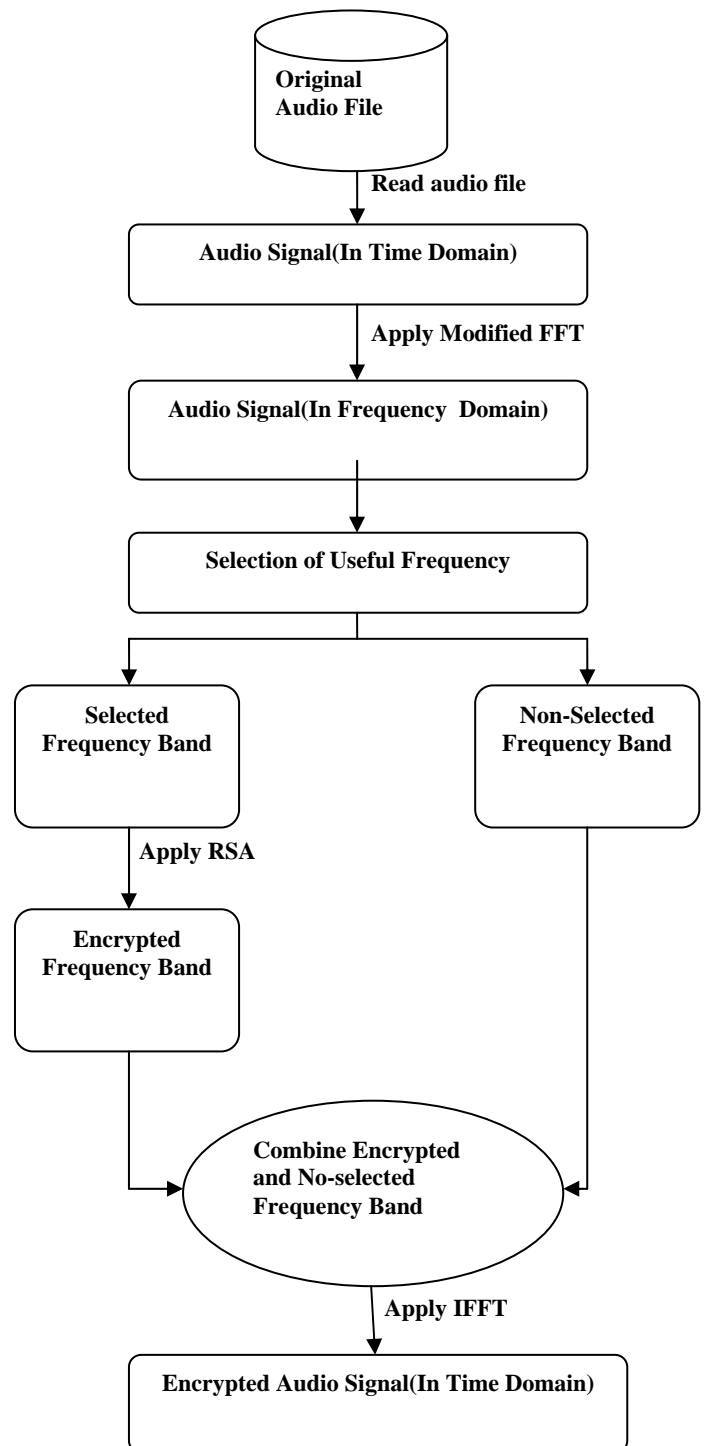 Original
Audio File
Read audio file
Audio Signal(In Time Domain)
Apply Modified FFT
Audio Signal(In Frequency Domain)
Selection of Useful Frequency
Selected
Frequency Band
Non-Selected
Frequency Band
Apply RSA
Encrypted
Frequency Band
Combine Encrypted
and No-selected
Frequency Band
Apply IFFT
Encrypted Audio Signal(In Time Domain)